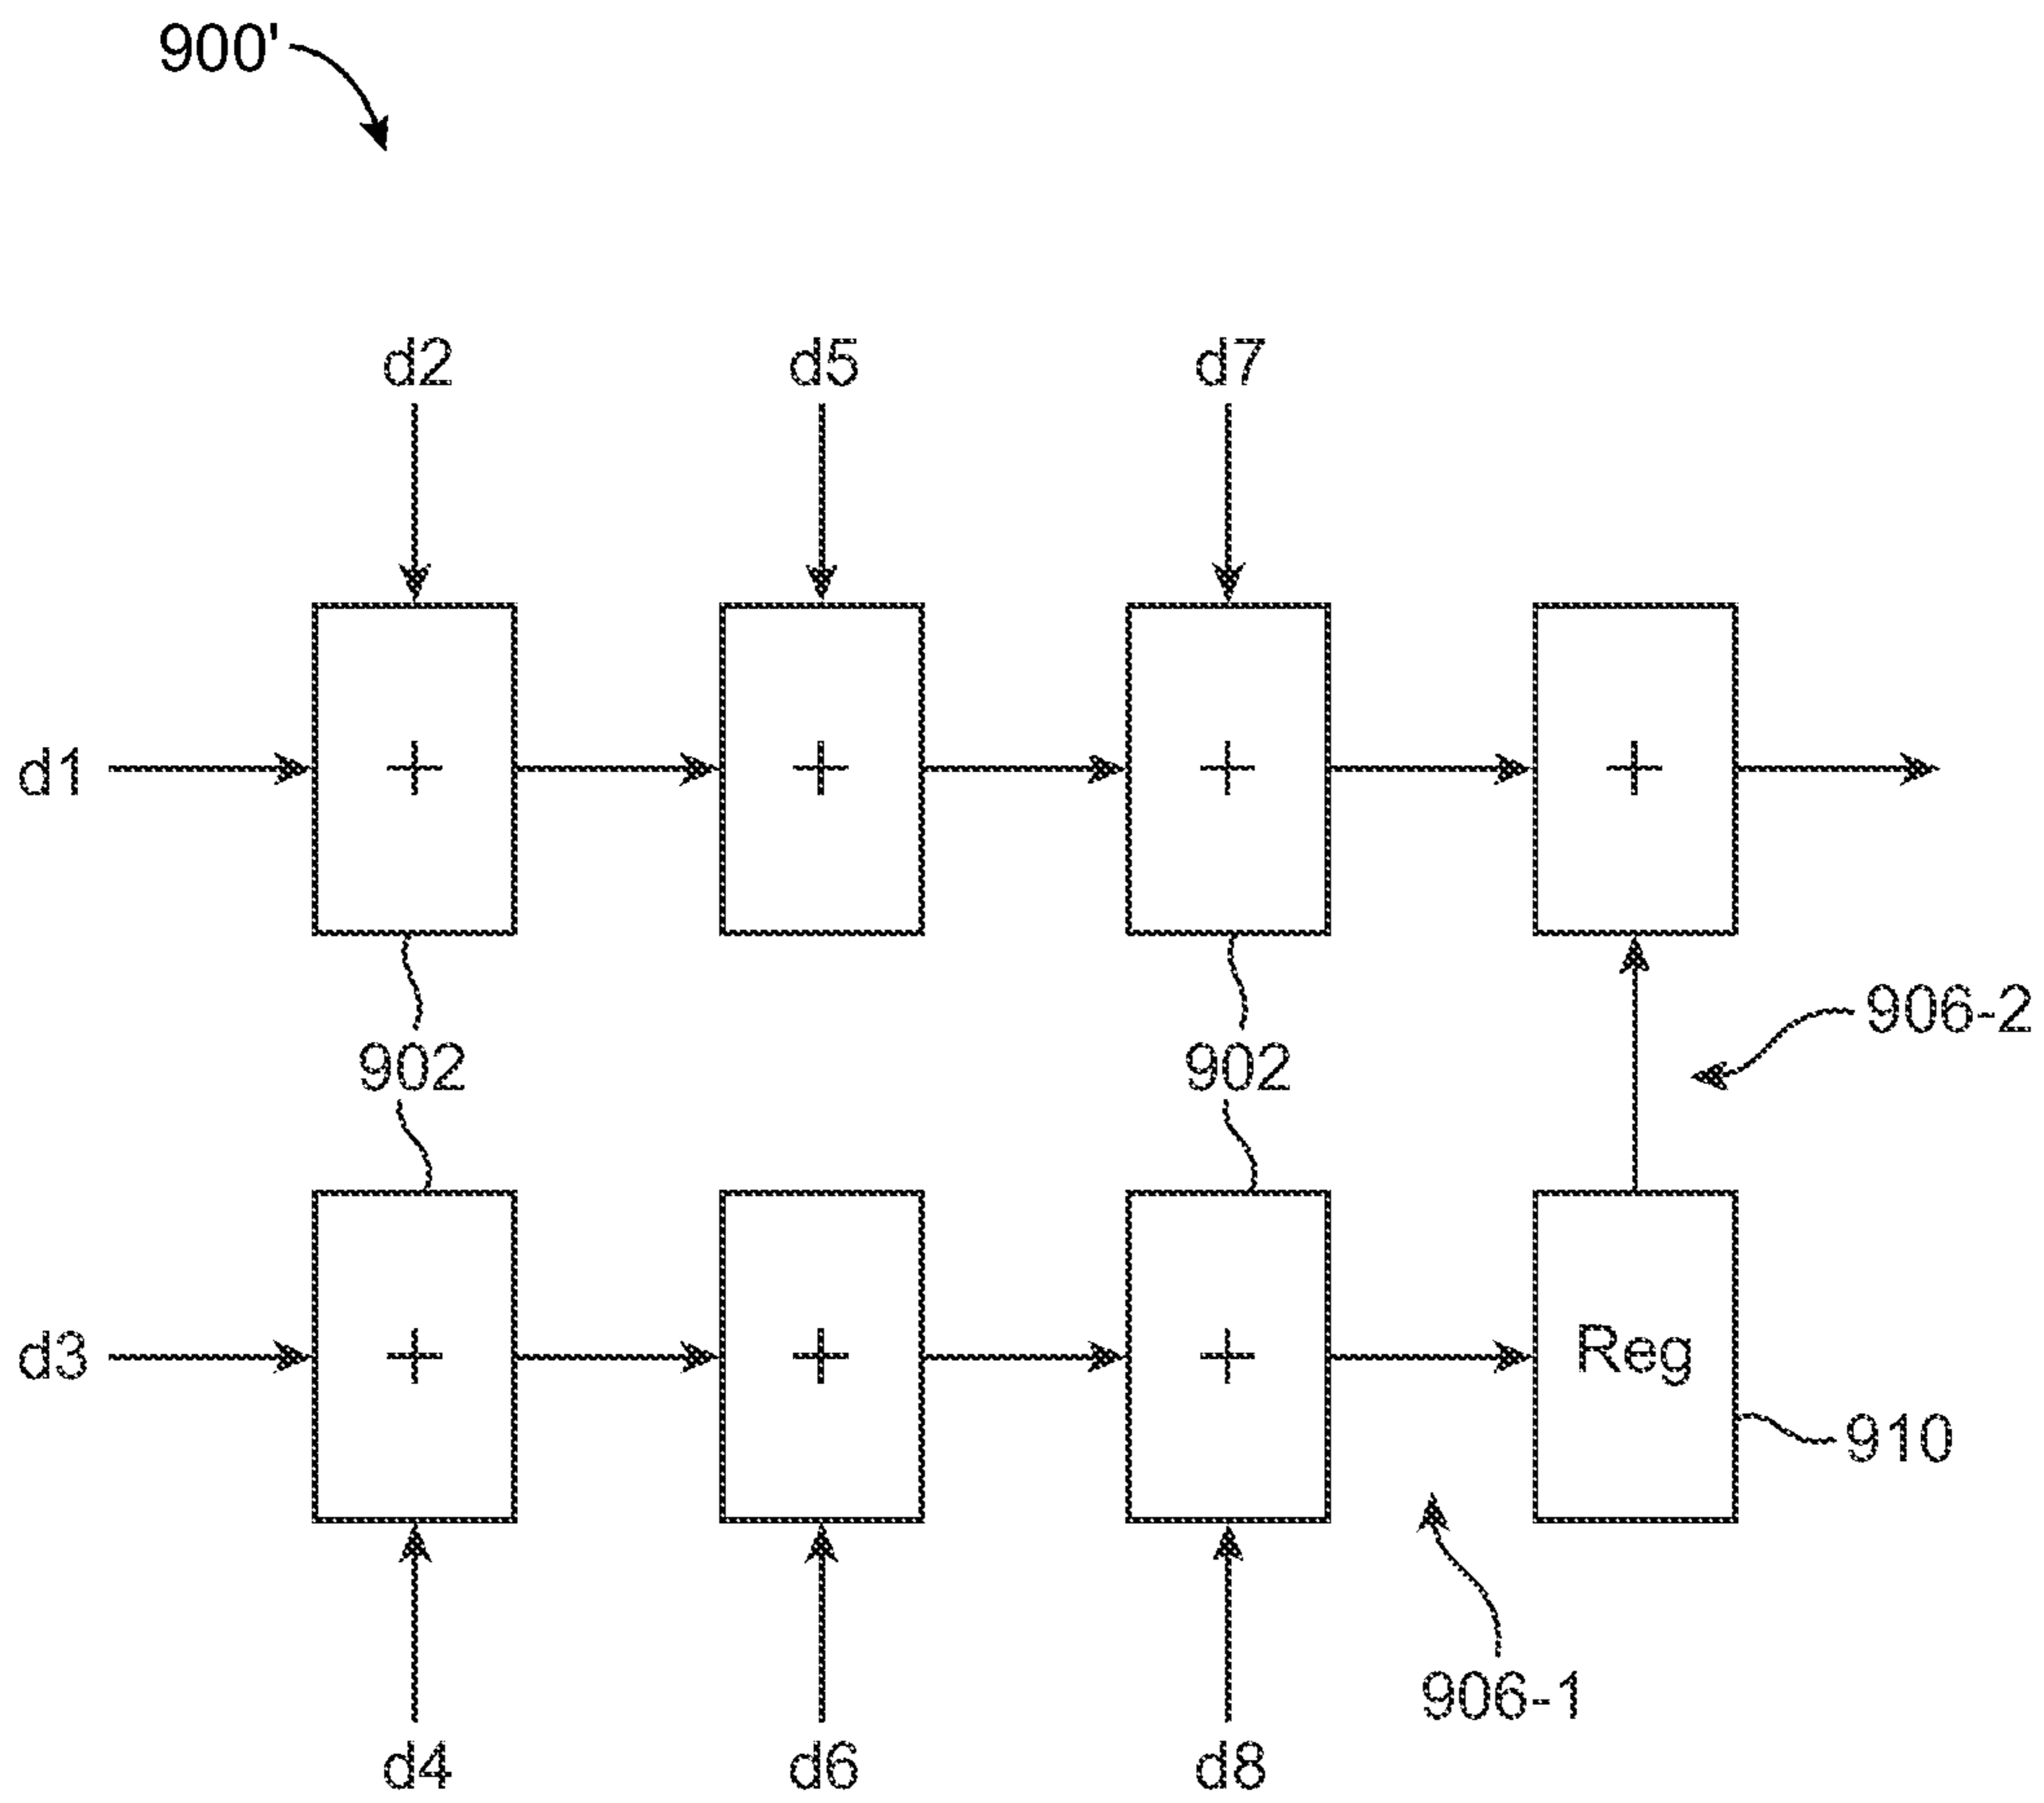 900'
d2 d5 d7
d1 + + + +
902 902 906-2
d3 + + + Reg
910
906-1
d4 d6 d8